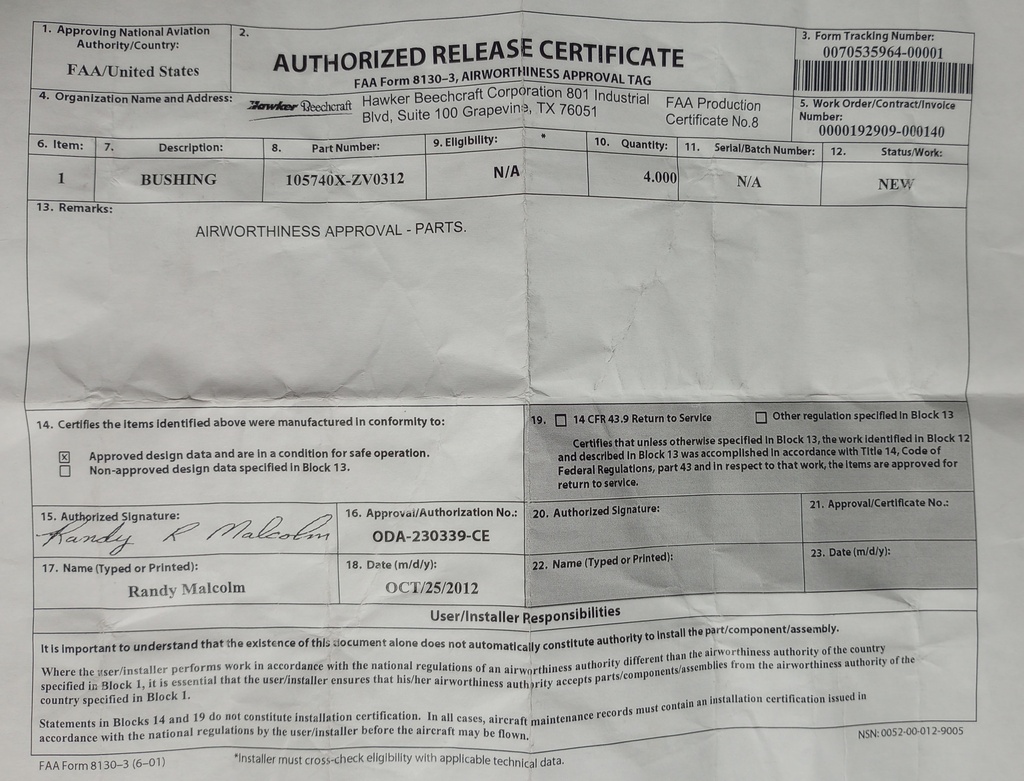 1. Approving National Aviation
Authority/Country:
FAA/United States
2.
AUTHORIZED RELEASE CERTIFICATE
FAA Form 8130–3, AIRWORTHINESS APPROVAL TAG
3. Form Tracking Number:
0070535964-00001
4. Organization Name and Address:
Hawker Beechcraft
Hawker Beechcraft Corporation 801 Industrial
Blvd, Suite 100 Grapevine, TX 76051
FAA Production
Certificate No.8
5. Work Order/Contract/Invoice
Number:
0000192909-000140
6. Item:
7. Description:
8. Part Number:
9. Eligibility: *
10. Quantity:
11. Serial/Batch Number:
12. Status/Work:
1
BUSHING
105740X-ZV0312
N/A
4.000
N/A
NEW
13. Remarks:
AIRWORTHINESS APPROVAL - PARTS.
14. Certifies the items identified above were manufactured in conformity to:
Approved design data and are in a condition for safe operation.
Non-approved design data specified in Block 13.
19. 14 CFR 43.9 Return to Service
Other regulation specified in Block 13
Certifies that unless otherwise specified in Block 13, the work identified in Block 12
and described in Block 13 was accomplished in accordance with Title 14, Code of
Federal Regulations, part 43 and in respect to that work, the items are approved for
return to service.
15. Authorized Signature:
Randy R Malcolm
16. Approval/Authorization No.:
ODA-230339-CE
20. Authorized Signature:
21. Approval/Certificate No.:
17. Name (Typed or Printed):
Randy Malcolm
18. Date (m/d/y):
OCT/25/2012
22. Name (Typed or Printed):
23. Date (m/d/y):
User/Installer Responsibilities
It is important to understand that the existence of this document alone does not automatically constitute authority to install the part/component/assembly.
Where the user/installer performs work in accordance with the national regulations of an airworthiness authority different than the airworthiness authority of the country
specified in Block 1, it is essential that the user/installer ensures that his/her airworthiness authority accepts parts/components/assemblies from the airworthiness authority of the
country specified in Block 1.
Statements in Blocks 14 and 19 do not constitute installation certification. In all cases, aircraft maintenance records must contain an installation certification issued in
accordance with the national regulations by the user/installer before the aircraft may be flown.
FAA Form 8130–3 (6–01)
*Installer must cross-check eligibility with applicable technical data.
NSN: 0052-00-012-9005